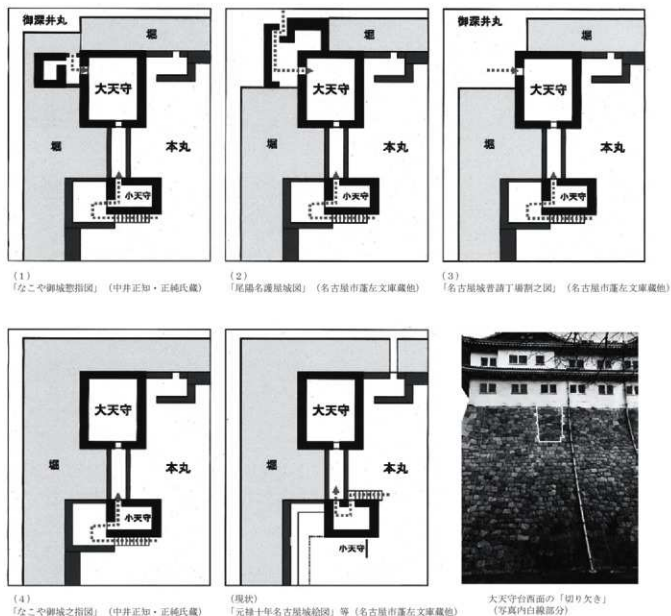 御深井丸
堀
大天守
堀
本丸
小天守
(1)
「なこや御城惣指図」(中井正知・正純氏蔵)
堀
大天守
堀
本丸
小天守
(2)
「尾陽名護屋城図」(名古屋市蓬左文庫蔵他)
御深井丸
堀
大天守
堀
本丸
小天守
(3)
「名古屋城普請丁場割之図」(名古屋市蓬左文庫蔵他)
大天守
堀
本丸
小天守
(4)
「なこや御城之指図」(中井正知・正純氏蔵)
大天守
堀
本丸
小天守
(現状)
「元禄十年名古屋城絵図」等(名古屋市蓬左文庫蔵他)
大天守台西面の「切り欠き」
(写真内白線部分)